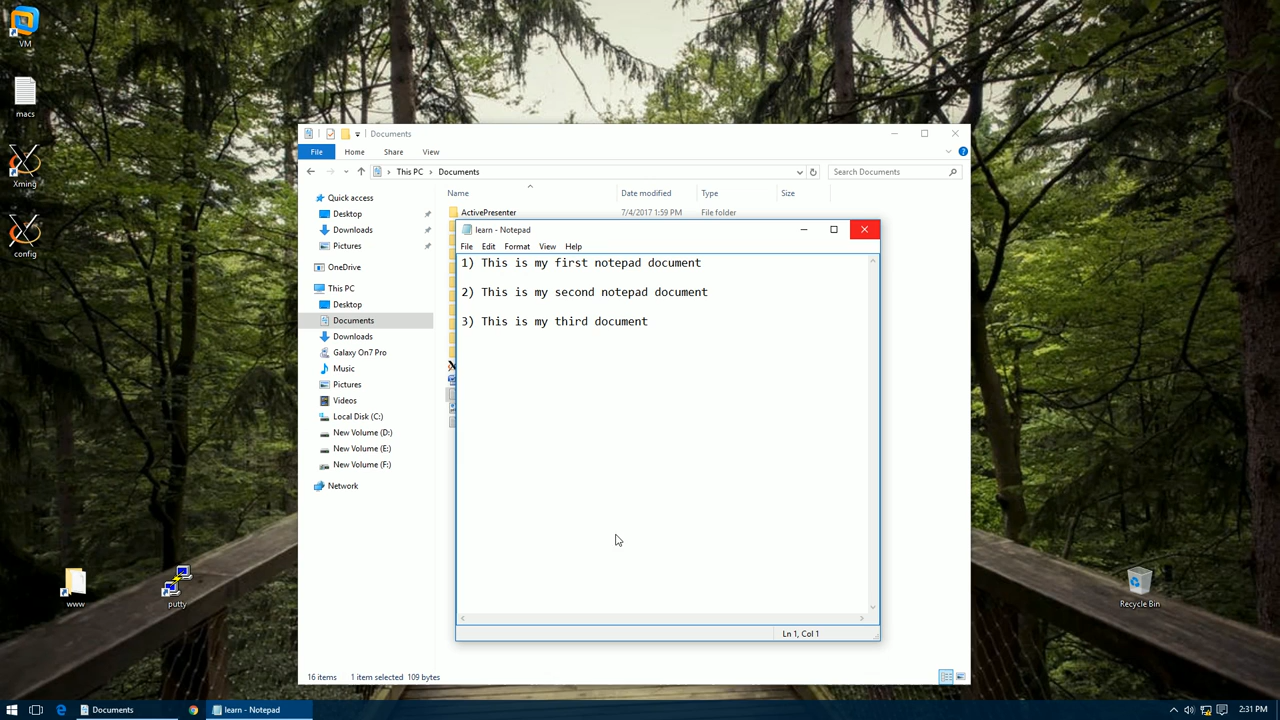 VM
macs
Xming
config
www
putty
Recycle Bin
Documents
File Home Share View
This PC Documents
Search Documents
Quick access
Desktop
Downloads
Pictures
OneDrive
This PC
Desktop
Documents
Downloads
Galaxy On7 Pro
Music
Pictures
Videos
Local Disk (C:)
New Volume (D:)
New Volume (E:)
New Volume (F:)
Network
Name Date modified Type Size
ActivePresenter 7/4/2017 1:59 PM File folder
learn - Notepad
File Edit Format View Help
1) This is my first notepad document
2) This is my second notepad document
3) This is my third document
Ln 1, Col 1
16 items 1 item selected 109 bytes
Documents learn - Notepad 2:31 PM